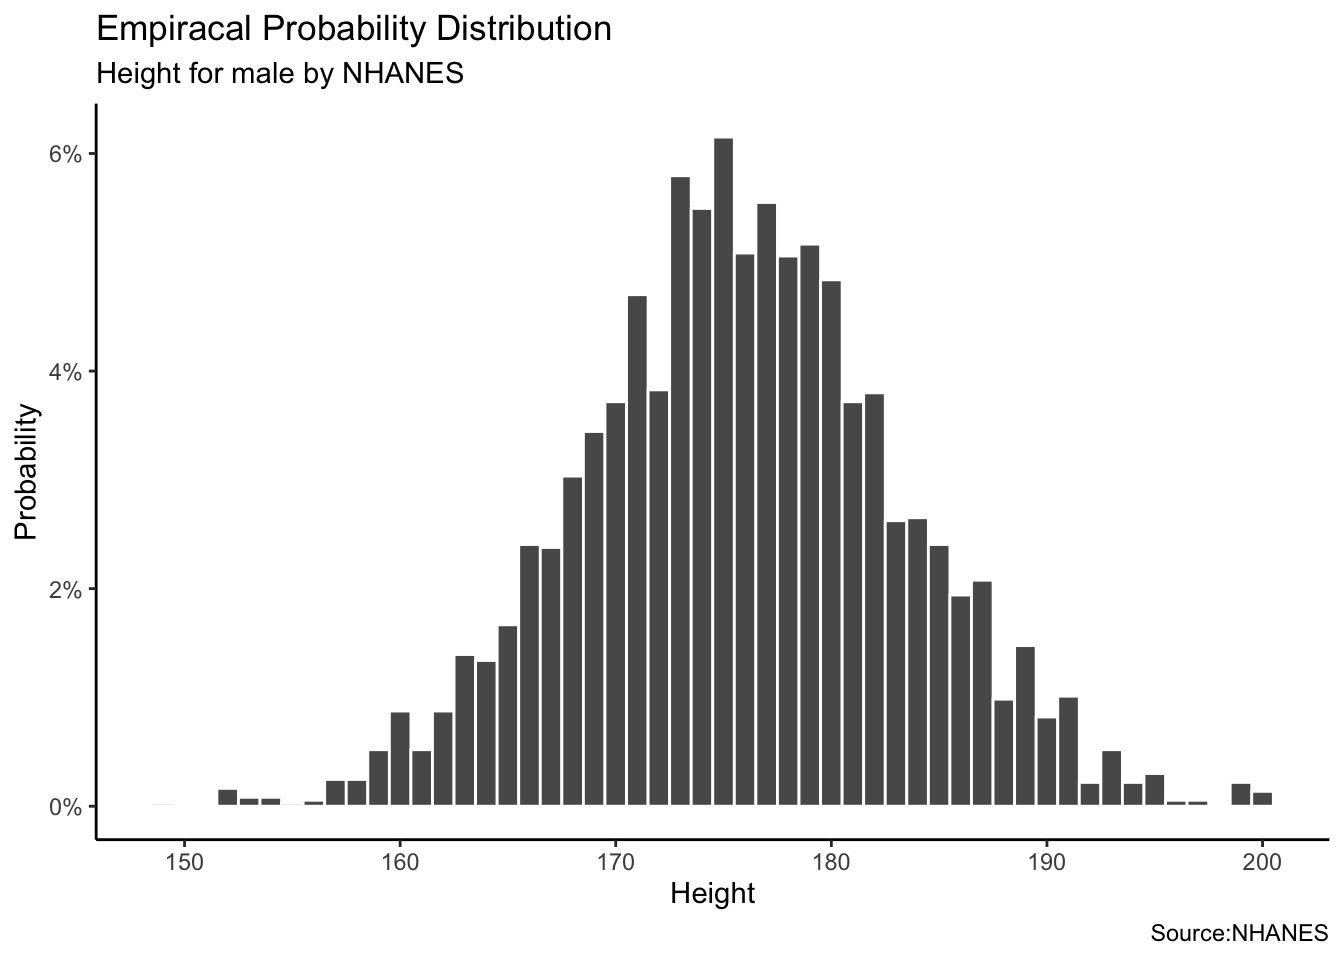 Empiracal Probability Distribution
Height for male by NHANES
Probability
6%
4%
2%
0%
150 160 170 180 190 200
Height
Source:NHANES